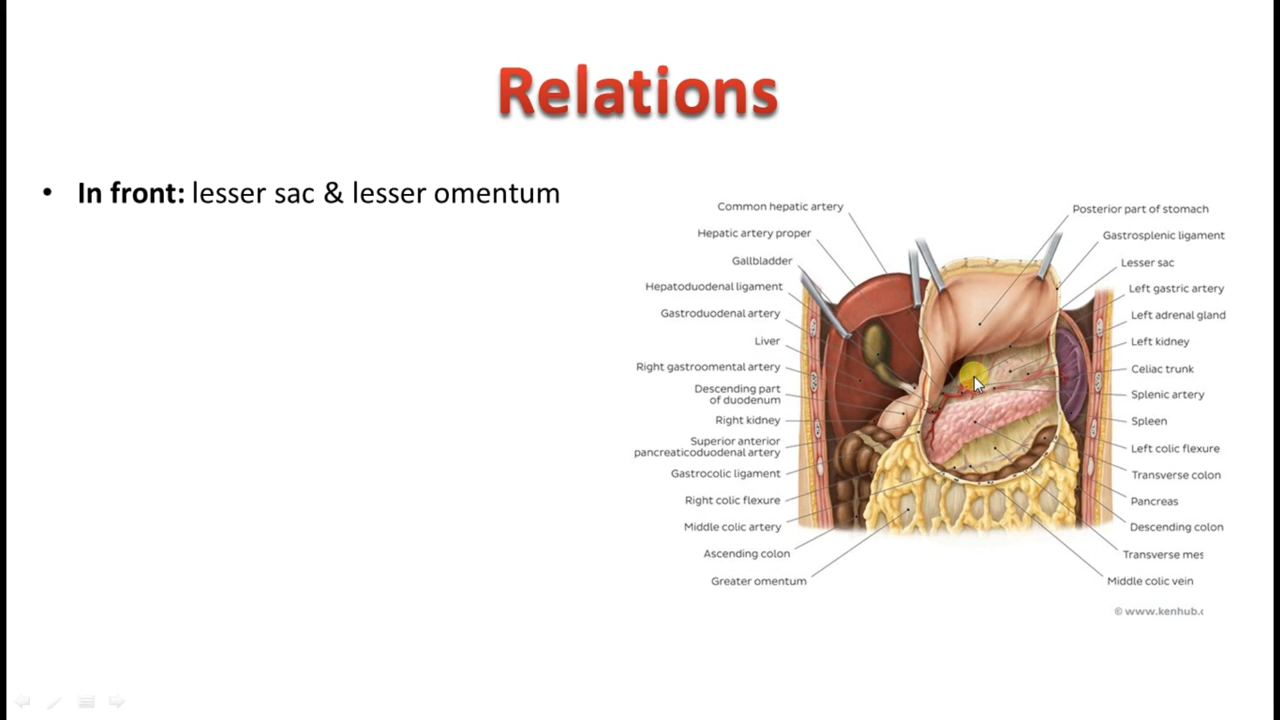 Relations
• In front: lesser sac & lesser omentum
Common hepatic artery
Hepatic artery proper
Gallbladder
Hepatoduodenal ligament
Gastroduodenal artery
Liver
Right gastroomental artery
Descending part
of duodenum
Right kidney
Superior anterior
pancreaticoduodenal artery
Gastrocolic ligament
Right colic flexure
Middle colic artery
Ascending colon
Greater omentum
Posterior part of stomach
Gastrosplenic ligament
Lesser sac
Left gastric artery
Left adrenal gland
Left kidney
Celiac trunk
Splenic artery
Spleen
Left colic flexure
Transverse colon
Pancreas
Descending colon
Transverse mes
Middle colic vein
© www.kenhub.c